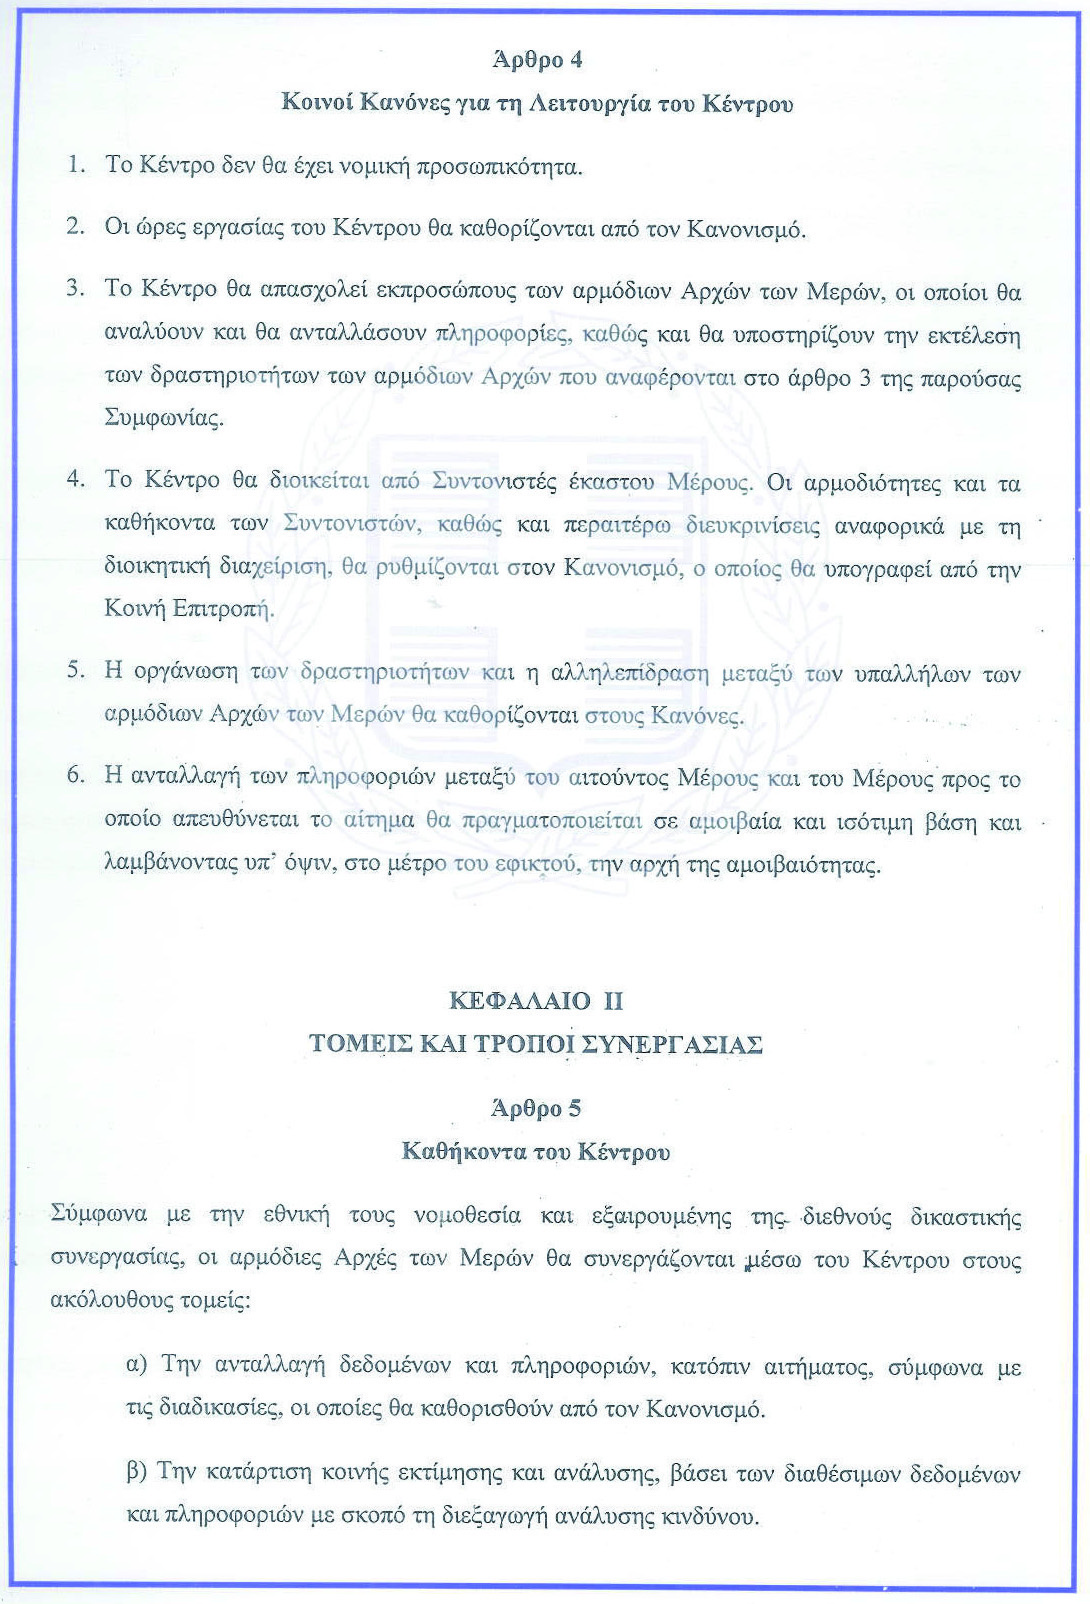 Άρθρο 4
Κοινοί Κανόνες για τη Λειτουργία του Κέντρου
1. Το Κέντρο δεν θα έχει νομική προσωπικότητα.
2. Οι ώρες εργασίας του Κέντρου θα καθορίζονται από τον Κανονισμό.
3. Το Κέντρο θα απασχολεί εκπροσώπους των αρμόδιων Αρχών των Μερών, οι οποίοι θα
αναλύουν και θα ανταλλάσουν πληροφορίες, καθώς και θα υποστηρίζουν την εκτέλεση
των δραστηριοτήτων των αρμόδιων Αρχών που αναφέρονται στο άρθρο 3 της παρούσας
Συμφωνίας.
4. Το Κέντρο θα διοικείται από Συντονιστές έκαστου Μέρους. Οι αρμοδιότητες και τα
καθήκοντα των Συντονιστών, καθώς και περαιτέρω διευκρινίσεις αναφορικά με τη
διοικητική διαχείριση, θα ρυθμίζονται στον Κανονισμό, ο οποίος θα υπογραφεί από την
Κοινή Επιτροπή.
5. Η οργάνωση των δραστηριοτήτων και η αλληλεπίδραση μεταξύ των υπαλλήλων των
αρμόδιων Αρχών των Μερών θα καθορίζονται στους Κανόνες.
6. Η ανταλλαγή των πληροφοριών μεταξύ του αιτούντος Μέρους και του Μέρους προς το
οποίο απευθύνεται το αίτημα θα πραγματοποιείται σε αμοιβαία και ισότιμη βάση και
λαμβάνοντας υπ' όψιν, στο μέτρο του εφικτού, την αρχή της αμοιβαιότητας.
ΚΕΦΑΛΑΙΟ ΙΙ
ΤΟΜΕΙΣ ΚΑΙ ΤΡΟΠΟΙ ΣΥΝΕΡΓΑΣΙΑΣ
Άρθρο 5
Καθήκοντα του Κέντρου
Σύμφωνα με την εθνική τους νομοθεσία και εξαιρουμένης της διεθνούς δικαστικής
συνεργασίας, οι αρμόδιες Αρχές των Μερών θα συνεργάζονται μέσω του Κέντρου στους
ακόλουθους τομείς:
α) Την ανταλλαγή δεδομένων και πληροφοριών, κατόπιν αιτήματος, σύμφωνα με
τις διαδικασίες, οι οποίες θα καθορισθούν από τον Κανονισμό.
β) Την κατάρτιση κοινής εκτίμησης και ανάλυσης, βάσει των διαθέσιμων δεδομένων
και πληροφοριών με σκοπό τη διεξαγωγή ανάλυσης κινδύνου.